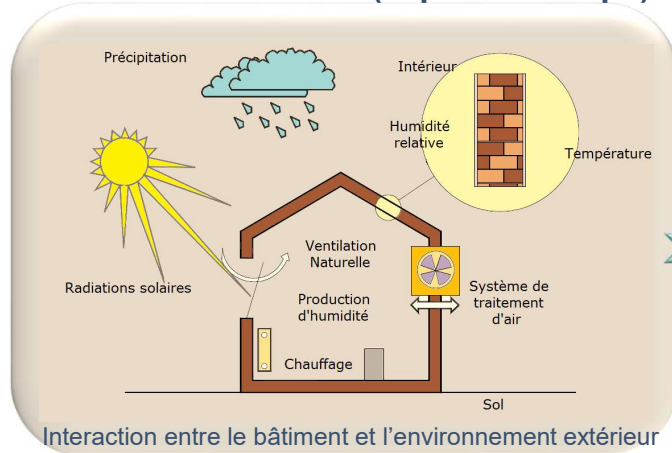 Précipitation
Intérieur
Humidité
relative
Température
Radiations solaires
Ventilation
Naturelle
Production
d'humidité
Système de
traitement
d'air
Chauffage
Sol
Interaction entre le bâtiment et l'environnement extérieur